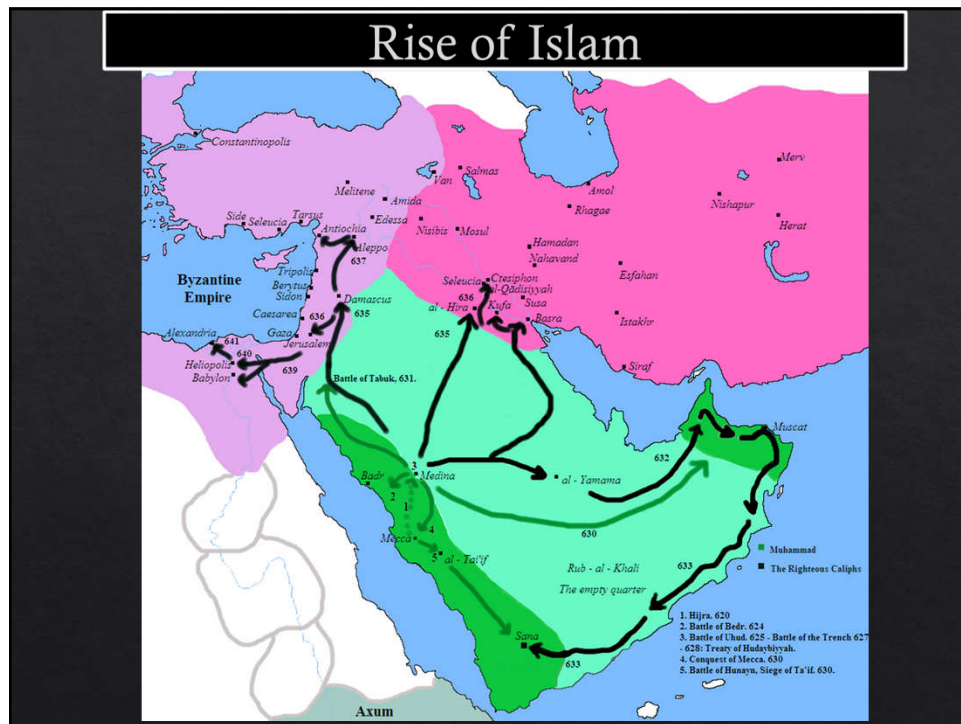 Rise of Islam
Constantinopolis
Merv
Salmas
Van
Melitene
Amol
Amida
Nishapur
Rhagae
Edessa
Tarsus
Side
Seleucia
Nisibis
Mosul
Herat
Antiochia
Aleppo
Hamadan
Nahavand
637
Esfahan
Tripolis
Seleucia
Ctesiphon
al-Qādisiyyah
Byzantine
Empire
Berytus
Sidon
Damascus
636
Susa
al - Hira
Kufa
Caesarea
636
635
Basra
Istakhr
Alexandria
641
Gaza
Jerusalem
635
640
Heliopolis
639
Siraf
Babylon
Battle of Tabuk, 631.
Muscat
632
3
Medina
Badr
2
al - Yamama
1
4
630
Mecca
5
al - Tai'if
Muhammad
The Righteous Caliphs
Rub - al - Khali
The empty quarter
633
Sana
633
1. Hijra. 620
2. Battle of Bedr. 624
3. Battle of Uhud. 625 - Battle of the Trench 627
- 628: Treaty of Hudaybiyyah.
4. Conquest of Mecca. 630
5. Battle of Hunayn, Siege of Ta'if. 630.
Axum